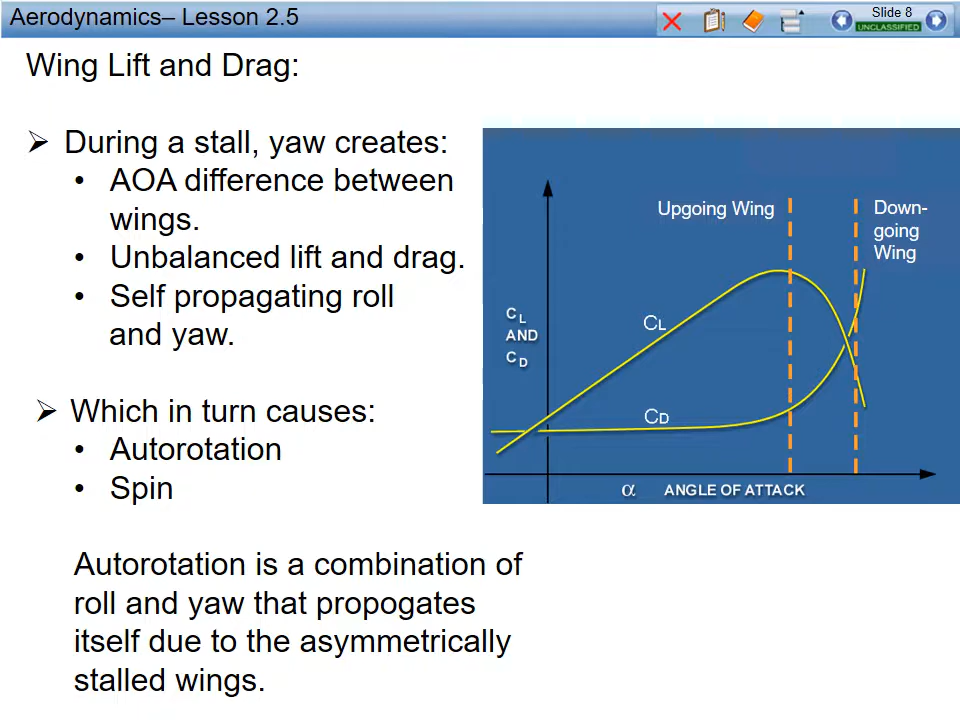 Aerodynamics– Lesson 2.5
Slide 8
UNCLASSIFIED
Wing Lift and Drag:
➢ During a stall, yaw creates:
• AOA difference between
wings.
• Unbalanced lift and drag.
• Self propagating roll
and yaw.
➢ Which in turn causes:
• Autorotation
• Spin
Autorotation is a combination of
roll and yaw that propogates
itself due to the asymmetrically
stalled wings.
Upgoing Wing
Down-
going
Wing
CL
AND
CD
CL
CD
α ANGLE OF ATTACK